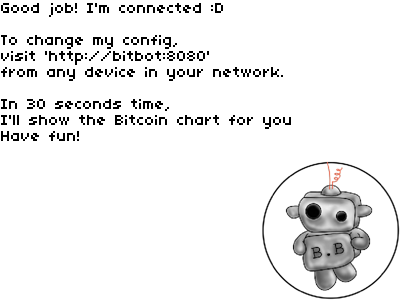 Good job! I'm connected :D
To change my config,
visit 'http://bitbot:8080'
from any device in your network.
In 30 seconds time,
I'll show the Bitcoin chart for you
Have fun!
B.B